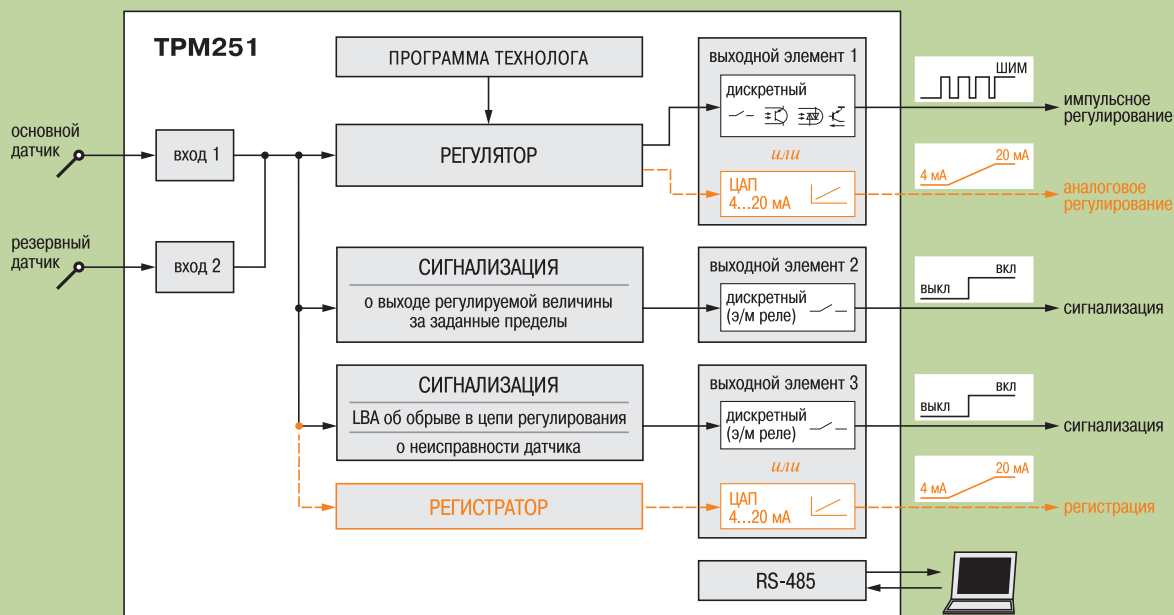 ТРМ251
ПРОГРАММА ТЕХНОЛОГА
РЕГУЛЯТОР
основной
датчик
вход 1
резервный
датчик
вход 2
выходной элемент 1
дискретный
или
ЦАП
4...20 мА
ШИМ
импульсное
регулирование
4 мА
20 мА
аналоговое
регулирование
СИГНАЛИЗАЦИЯ
о выходе регулируемой величины
за заданные пределы
выходной элемент 2
дискретный
(э/м реле)
ВЫКЛ
ВКЛ
сигнализация
СИГНАЛИЗАЦИЯ
LBA об обрыве в цепи регулирования
о неисправности датчика
выходной элемент 3
дискретный
(э/м реле)
или
ЦАП
4...20 мА
ВЫКЛ
ВКЛ
сигнализация
РЕГИСТРАТОР
4 мА
20 мА
регистрация
RS-485